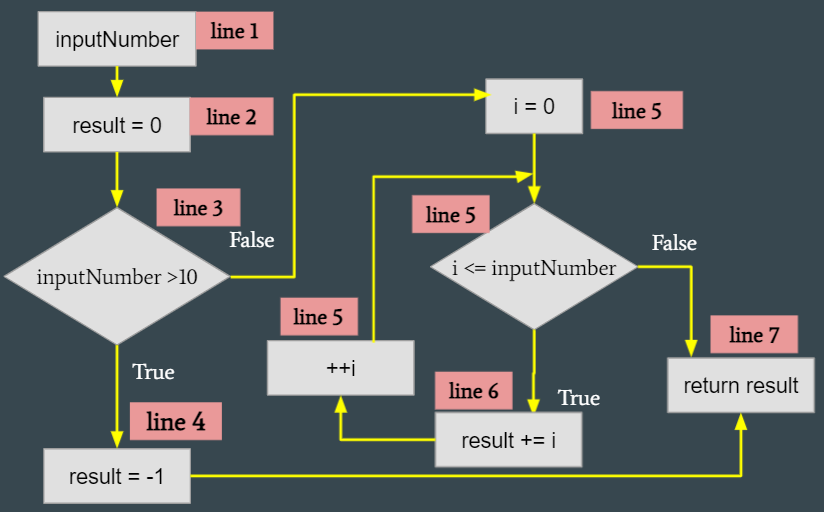 inputNumber
line 1
result = 0
line 2
line 3
inputNumber >10
False
True
line 4
result = -1
i = 0
line 5
line 5
i <= inputNumber
False
True
line 5
++i
line 6
result += i
line 7
return result